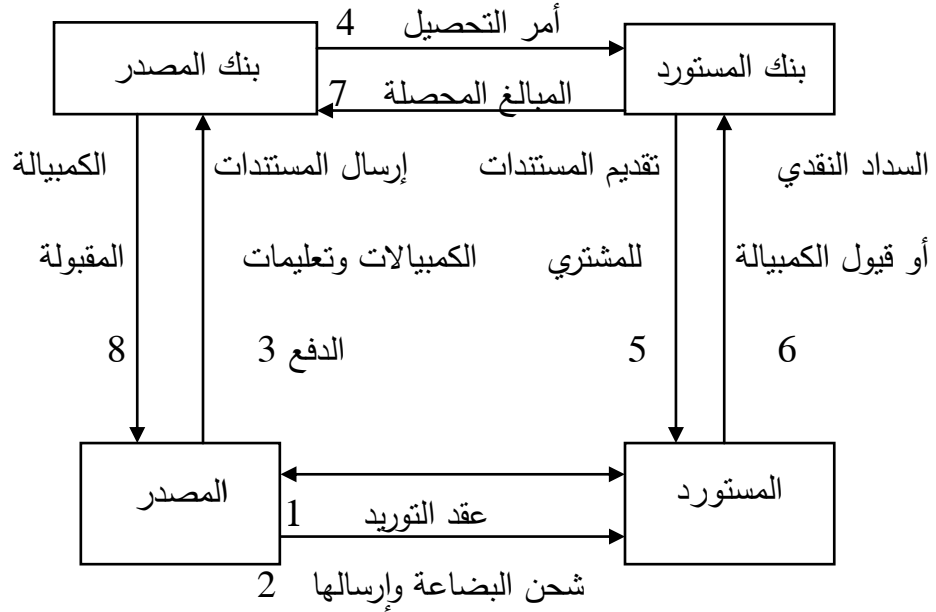 أمر التحصيل 4
بنك المصدر
بنك المستورد
المبالغ المحصلة 7
السداد النقدي
أو قيول الكمبيالة
6
تقديم المستندات
للمشتري
5
إرسال المستندات
الكمبيالات وتعليمات
الدفع 3
الكمبيالة
المقبولة
8
المصدر
المستورد
عقد التوريد 1
شحن البضاعة وإرسالها 2